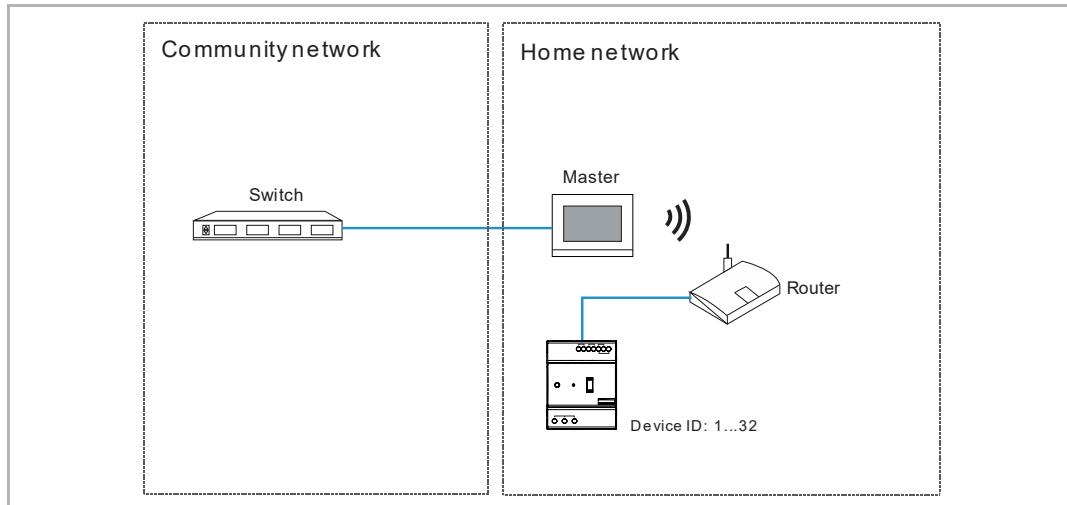 Community network
Home network
Switch
Master
Router
Device ID: 1...32